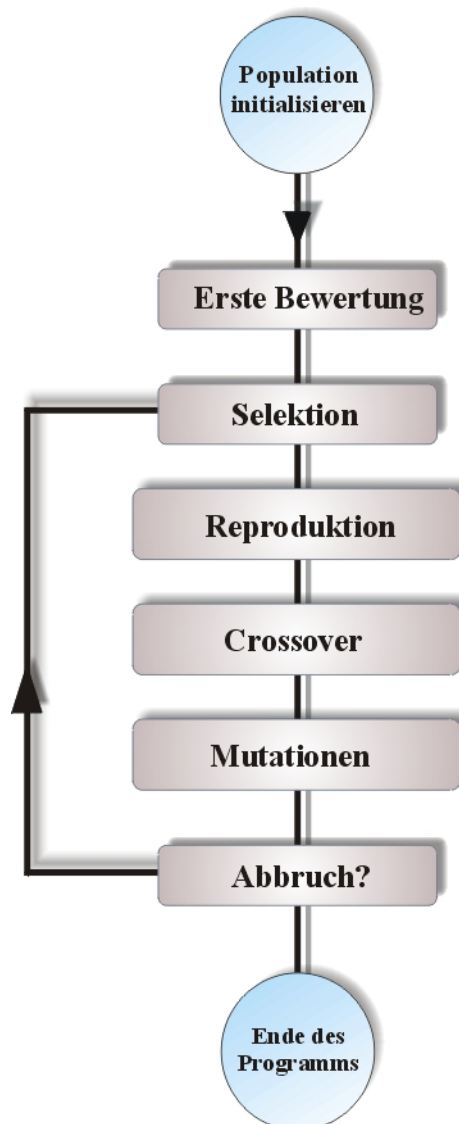 Population
initialisieren
Erste Bewertung
Selektion
Reproduktion
Crossover
Mutationen
Abbruch?
Ende des
Programms